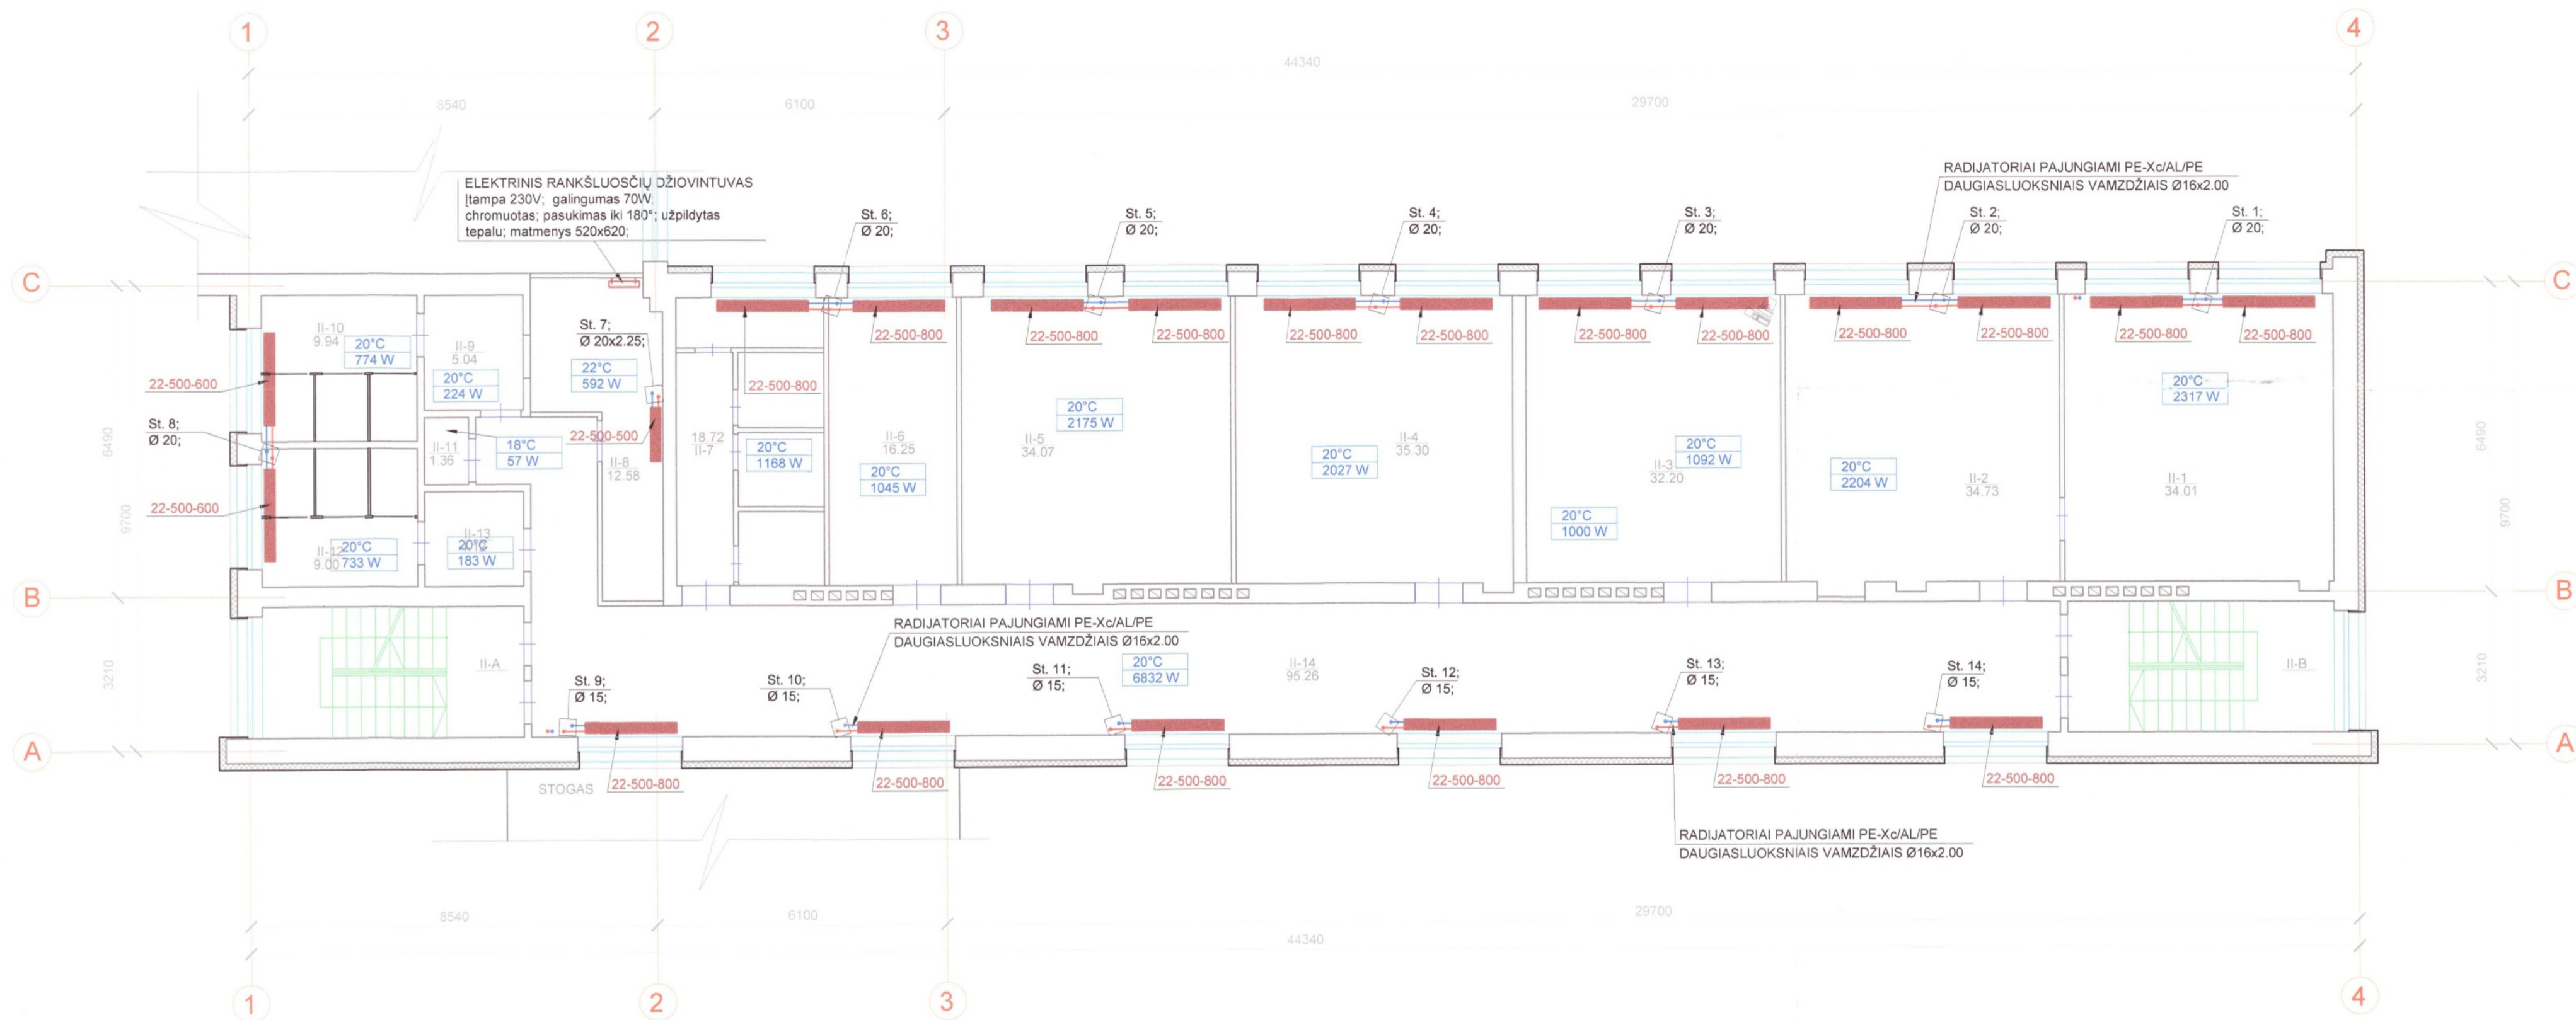 1
2
3
4
44340
8540
6100
29700
ELEKTRINIS RANKŠLUOSČIŲ DŽIOVINTUVAS
Įtampa 230V; galingumas 70W;
chromuotas; pasukimas iki 180°; užpildytas
tepalu; matmenys 520x620;
RADIJATORIAI PAJUNGIAMI PE-Xc/AL/PE
DAUGIASLUOKSNIAIS VAMZDŽIAIS Ø16x2.00
St. 6;
Ø 20;
St. 5;
Ø 20;
St. 4;
Ø 20;
St. 3;
Ø 20;
St. 2;
Ø 20;
St. 1;
Ø 20;
C
C
St. 7;
Ø 20x2.25;
22-500-800
22-500-800
22-500-800
22-500-800
22-500-800
22-500-800
22-500-800
22-500-800
22-500-800
22-500-800
22-500-800
22-500-800
II-10
9.94
20°C
774 W
II-9
5.04
20°C
224 W
22°C
592 W
22-500-600
St. 8;
Ø 20;
II-11
1.36
18°C
57 W
22-500-500
II-8
12.58
18.72
II-7
20°C
1168 W
II-6
16.25
20°C
1045 W
II-5
34.07
20°C
2175 W
II-4
35.30
20°C
2027 W
II-3
32.20
20°C
1092 W
20°C
1000 W
II-2
34.73
20°C
2204 W
II-1
34.01
20°C
2317 W
6490
9700
6490
9700
22-500-600
II-12
9.00
20°C
733 W
II-13
20°C
183 W
B
B
RADIJATORIAI PAJUNGIAMI PE-Xc/AL/PE
DAUGIASLUOKSNIAIS VAMZDŽIAIS Ø16x2.00
3210
II-A
20°C
6832 W
II-14
95.26
II-B
3210
St. 9;
Ø 15;
St. 10;
Ø 15;
St. 11;
Ø 15;
St. 12;
Ø 15;
St. 13;
Ø 15;
St. 14;
Ø 15;
A
A
STOGAS
22-500-800
22-500-800
22-500-800
22-500-800
22-500-800
22-500-800
RADIJATORIAI PAJUNGIAMI PE-Xc/AL/PE
DAUGIASLUOKSNIAIS VAMZDŽIAIS Ø16x2.00
8540
6100
29700
44340
1
2
3
4